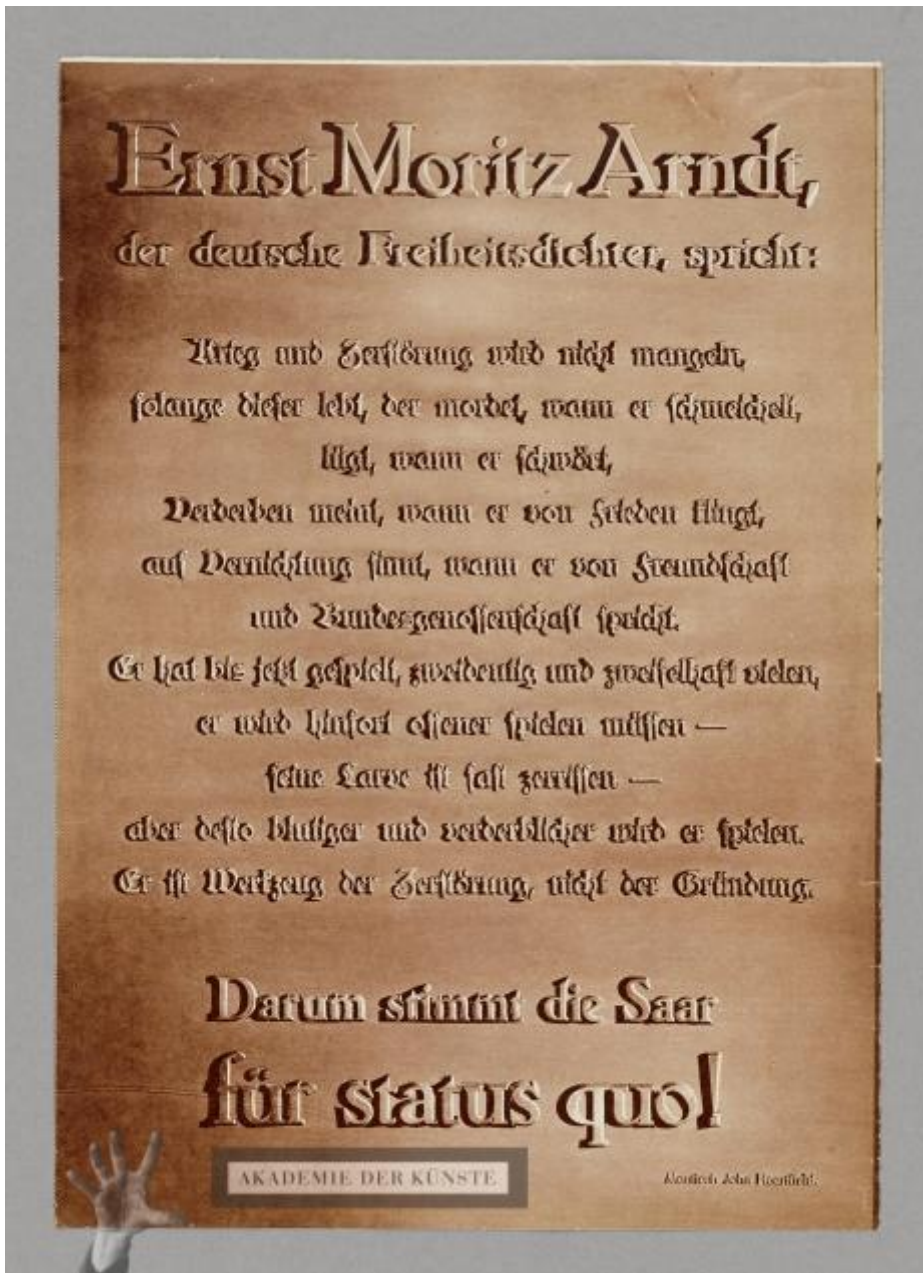 Ernst Moritz Arndt,
der deutsche Freiheitsdichter, spricht:
Krieg und Zerstörung wird nicht mangeln,
solange dieser lebt, der mordet, wann er schmeichelt,
lügt, wann er schwört,
Verderben meint, wann er von Frieden klingt,
auf Vernichtung sinnt, wann er von Freundschaft
und Bundesgenossenschaft spricht.
Er hat bis jetzt gespielt, zweideutig und zweifelhaft vielen,
er wird hinfort offener spielen müssen —
seine Larve ist fast zerrissen —
aber desto blutiger und verderblicher wird er spielen.
Er ist Werkzeug der Zerstörung, nicht der Gründung.
Darum stimmt die Saar
für status quo!
AKADEMIE DER KÜNSTE
John Heartfield.